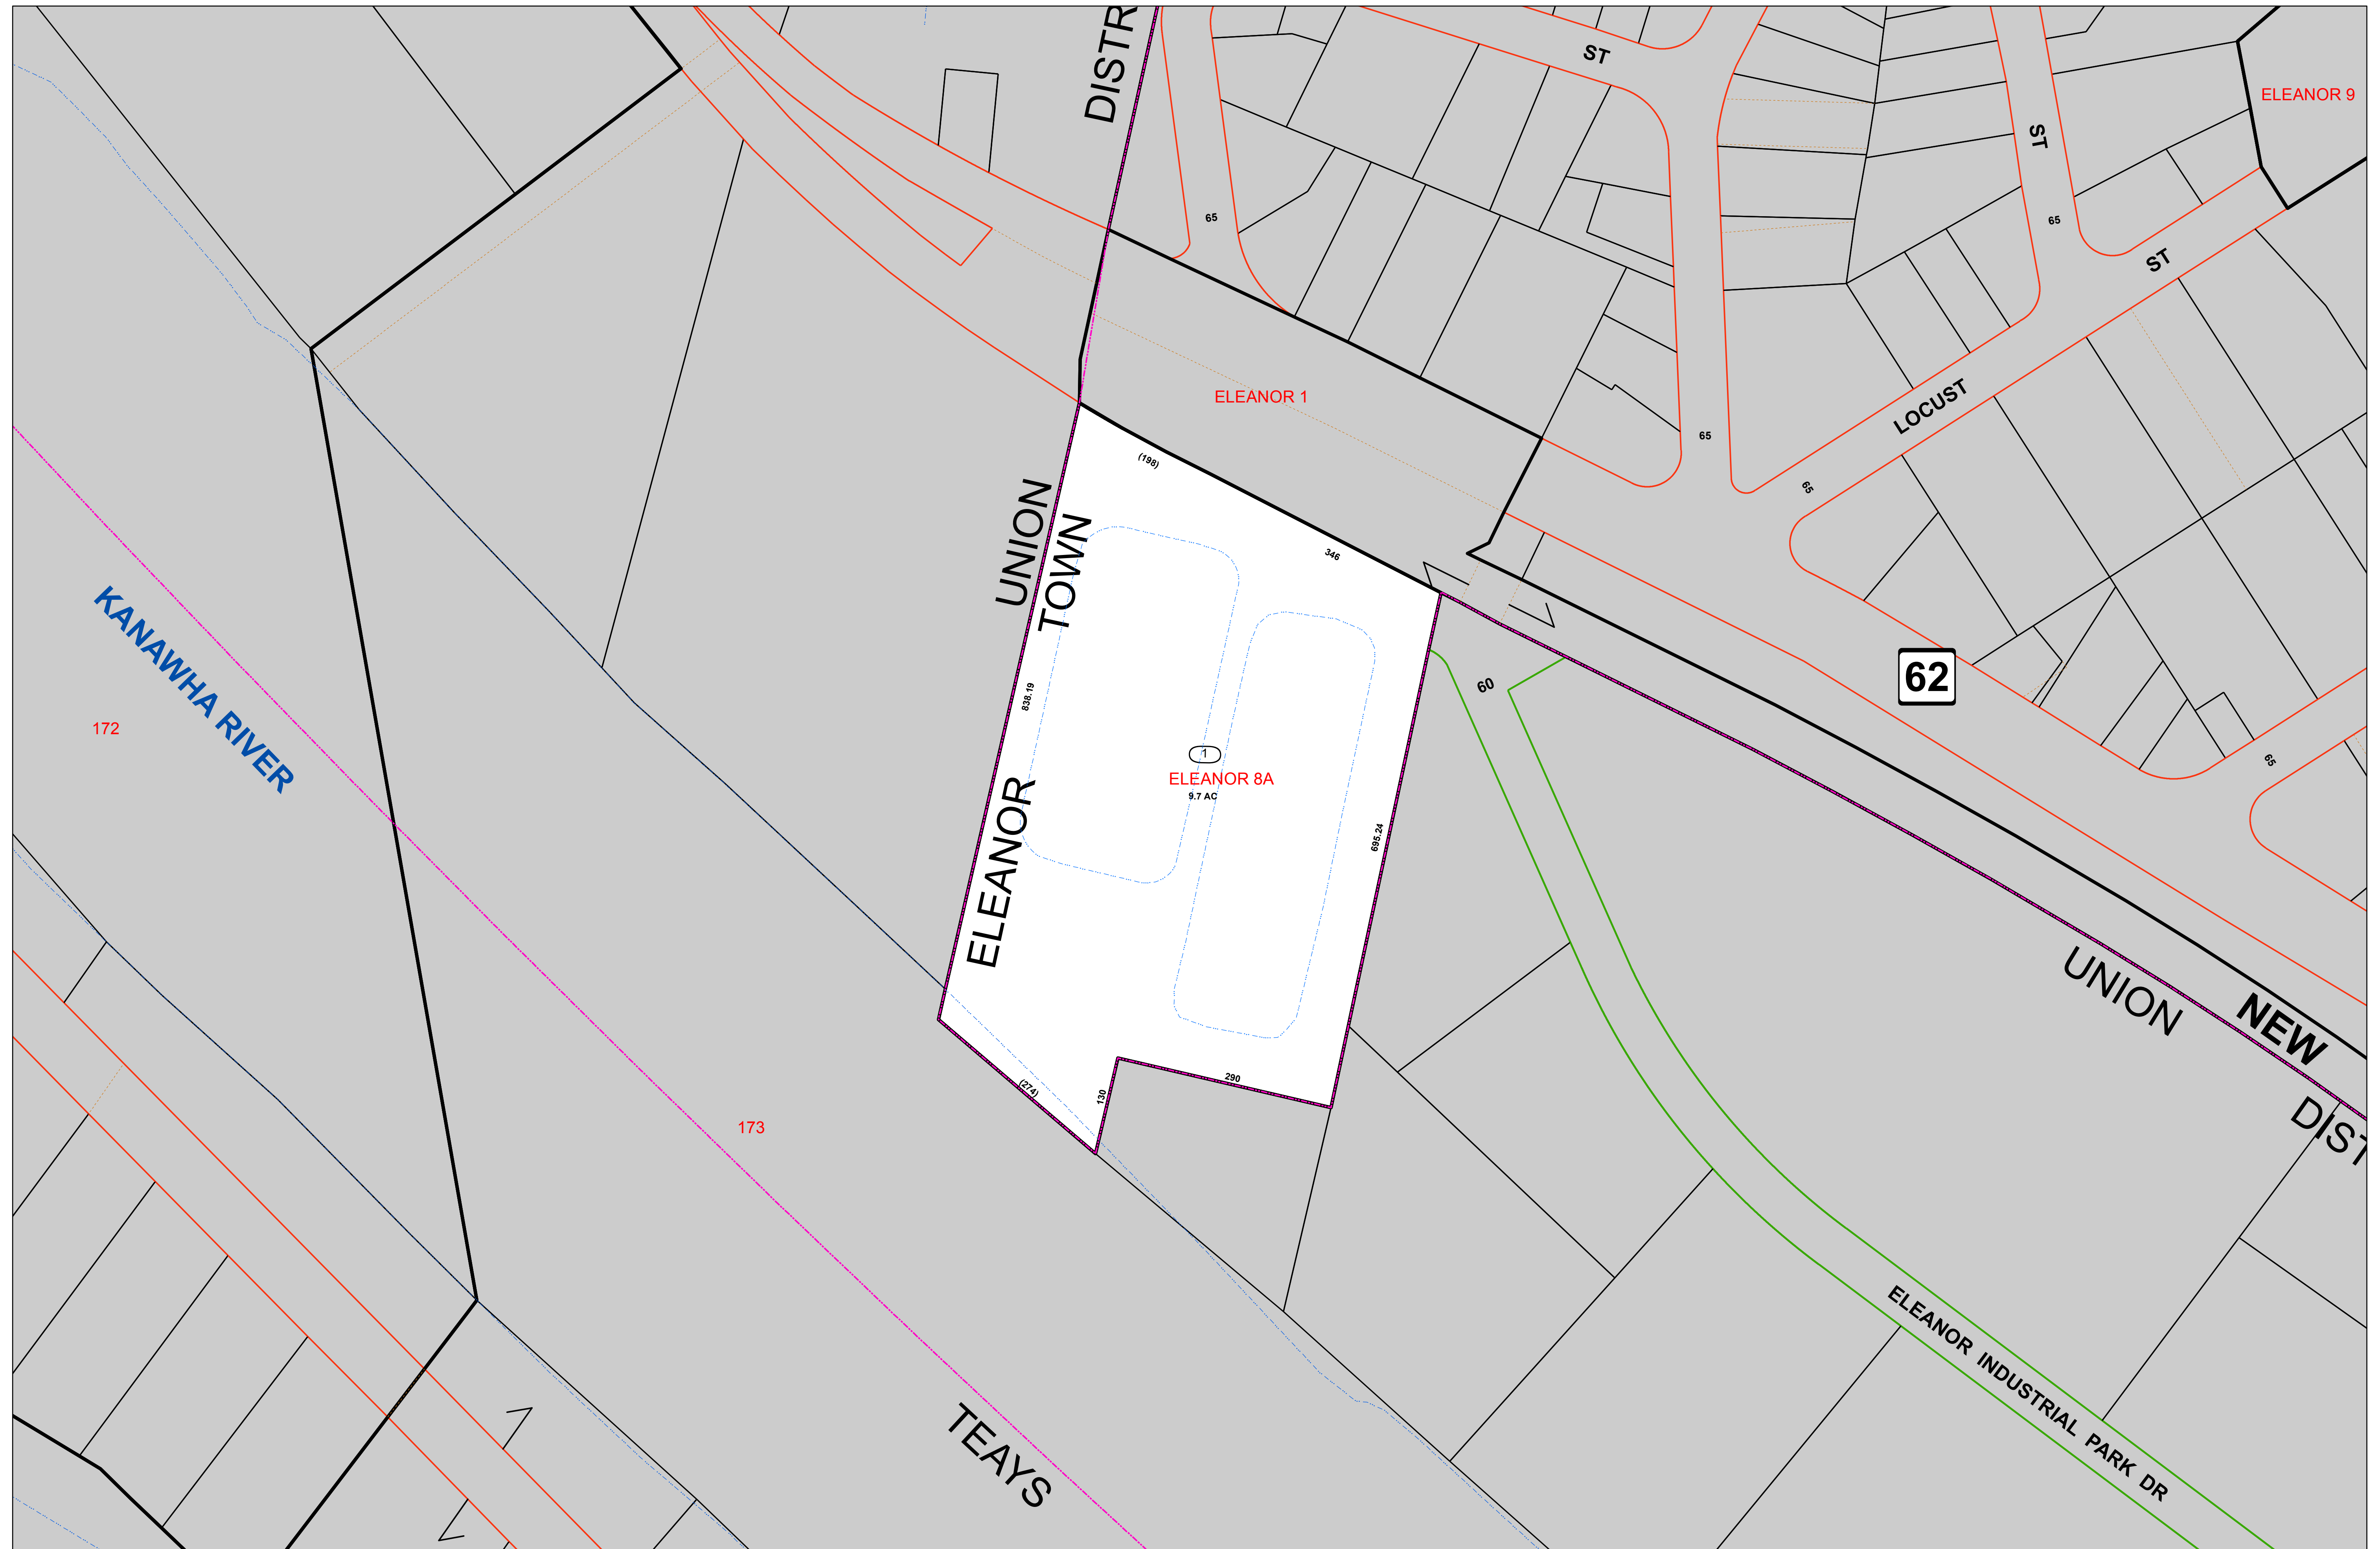 DISTR
ST
ELEANOR 9
ST
65
65
ST
ELEANOR 1
LOCUST
65
(198)
65
UNION
TOWN
346
KANAWHA RIVER
62
60
838.19
172
1
ELEANOR 8A
9.7 AC
65
ELEANOR
695.24
UNION
NEW
290
(274)
130
173
DIST
ELEANOR INDUSTRIAL PARK DR
TEAYS